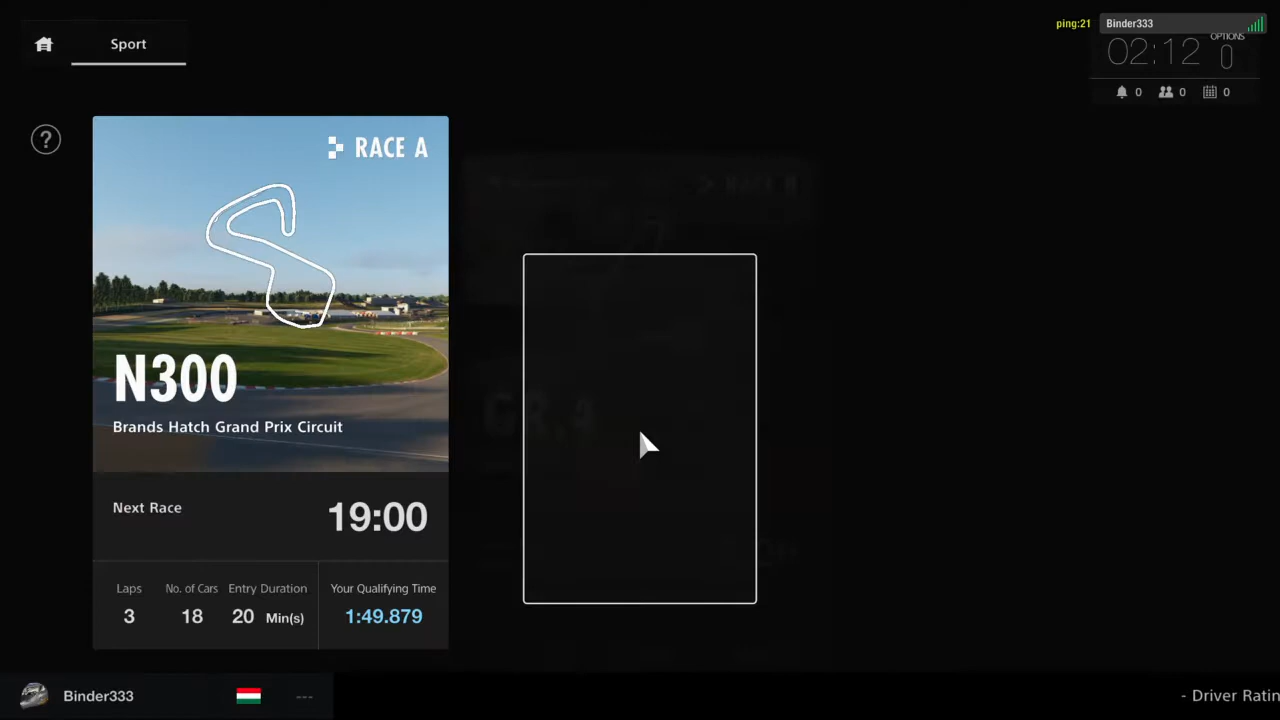 ping:21
Binder333
Sport
02:12
OPTIONS
0
0
0
?
RACE A
N300
Brands Hatch Grand Prix Circuit
Next Race
19:00
Laps
No. of Cars
Entry Duration
Your Qualifying Time
3
18
20 Min(s)
1:49.879
GR.4
Binder333
---
- Driver Ratin